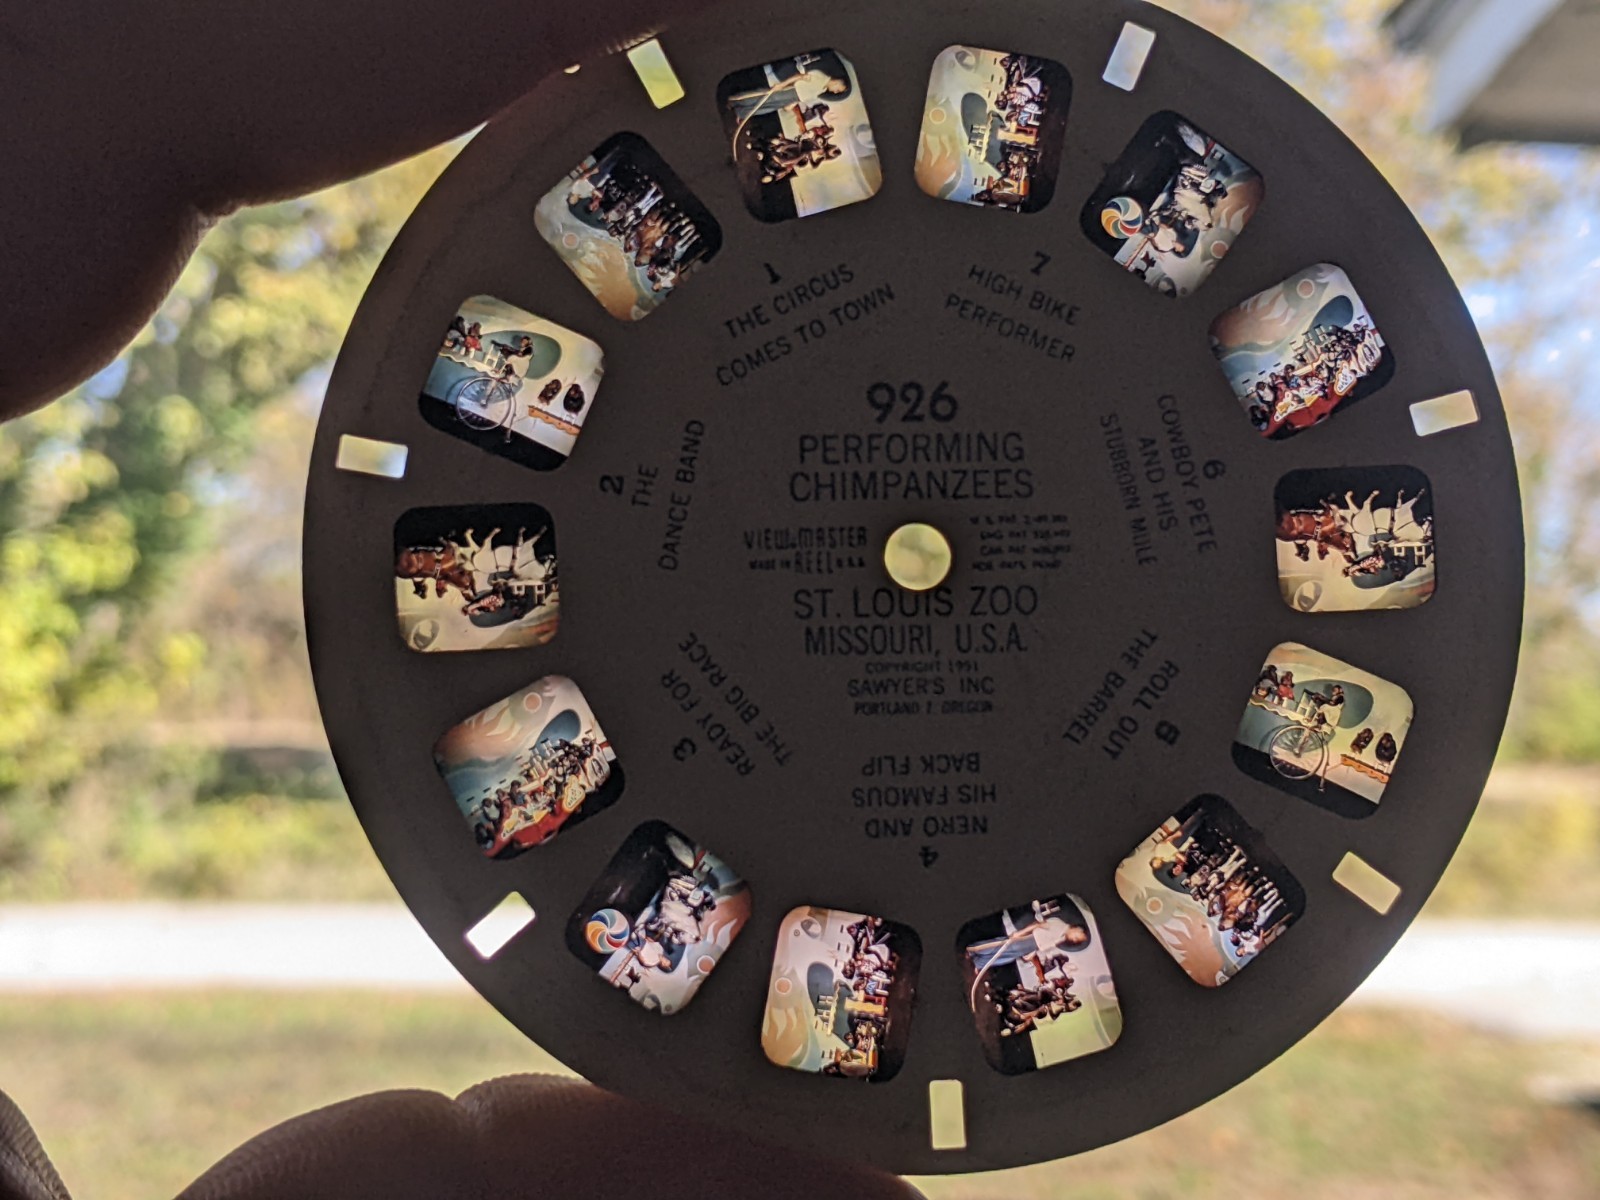 926
PERFORMING
CHIMPANZEES
VIEW-MASTER
MADE IN REEL U.S.A.
ST. LOUIS ZOO
MISSOURI, U.S.A.
COPYRIGHT 1951
SAWYER'S INC
PORTLAND 7, OREGON
1
THE CIRCUS
COMES TO TOWN
2
THE
DANCE BAND
3
READY FOR
THE BIG RACE
4
NERO AND
HIS FAMOUS
BACK FLIP
5
ROLL OUT
THE BARREL
6
COWBOY PETE
AND HIS
STUBBORN MULE
7
HIGH BIKE
PERFORMER